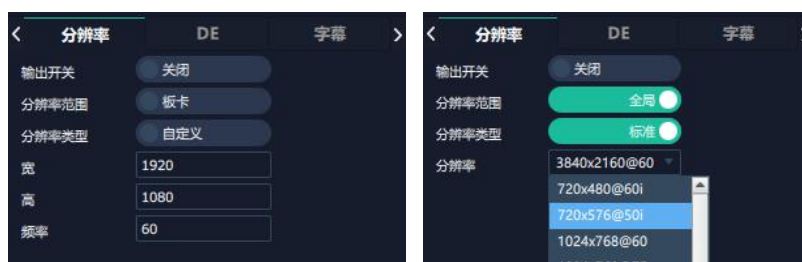 分辨率 DE 字幕
输出开关 关闭
分辨率范围 板卡
分辨率类型 自定义
宽 1920
高 1080
频率 60
分辨率 DE 字幕
输出开关 关闭
分辨率范围 全局
分辨率类型 标准
分辨率 3840x2160@60
720x480@60i
720x576@50i
1024x768@60